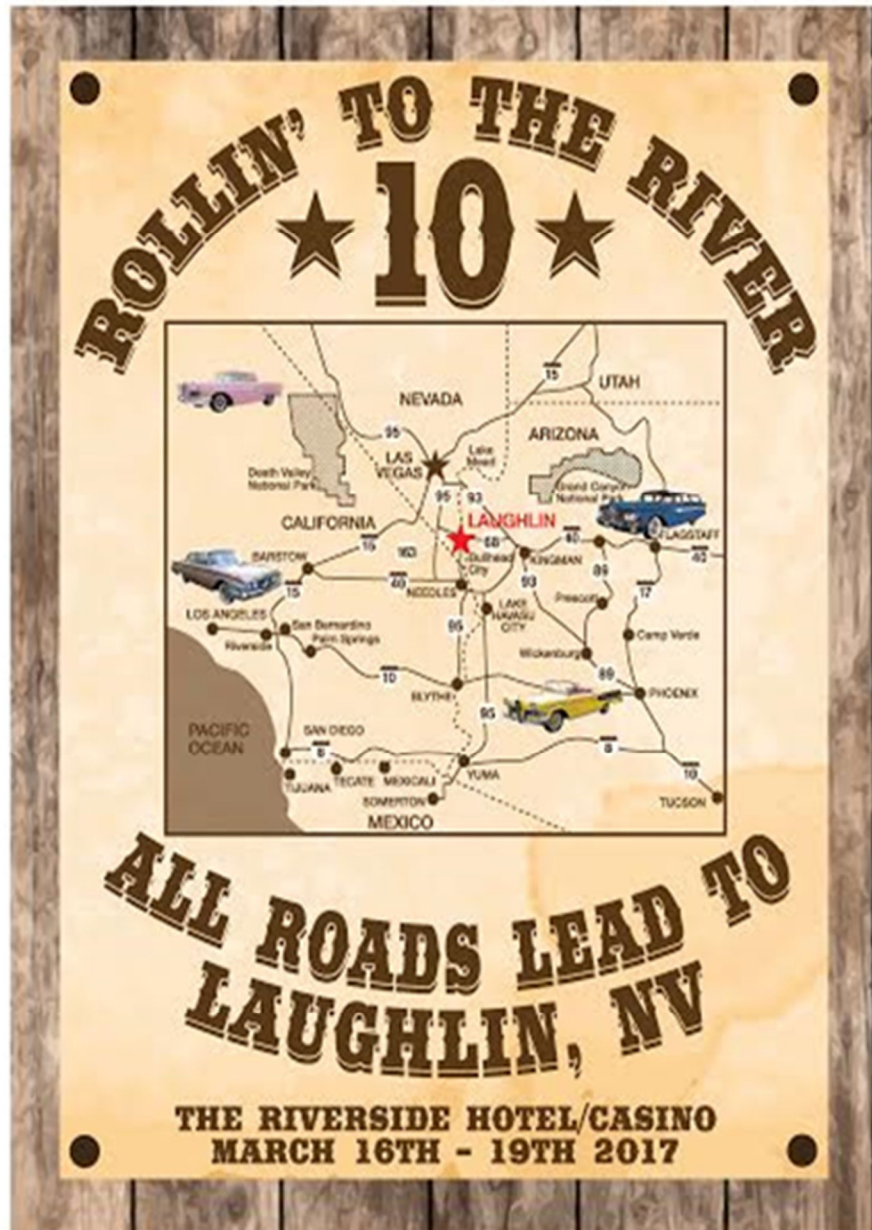 ROLLIN' TO THE RIVER
10
NEVADA
UTAH
15
ARIZONA
95
LAS
VEGAS
Lake
Mead
Death Valley
National Park
Grand Canyon
National Park
95
93
CALIFORNIA
LAUGHLIN
68
40
FLAGSTAFF
15
163
Bullhead
City
KINGMAN
40
BARSTOW
40
NEEDLES
93
89
17
15
LAKE
HAVASU
CITY
Prescott
LOS ANGELES
San Bernardino
95
Camp Verde
Riverside
Palm Springs
Wickenburg
10
89
BLYTHE
PHOENIX
95
PACIFIC
OCEAN
SAN DIEGO
8
8
TIJUANA
TECATE
MEXICALI
YUMA
10
SOMERTON
TUCSON
MEXICO
ALL ROADS LEAD TO
LAUGHLIN, NV
THE RIVERSIDE HOTEL/CASINO
MARCH 16TH - 19TH 2017